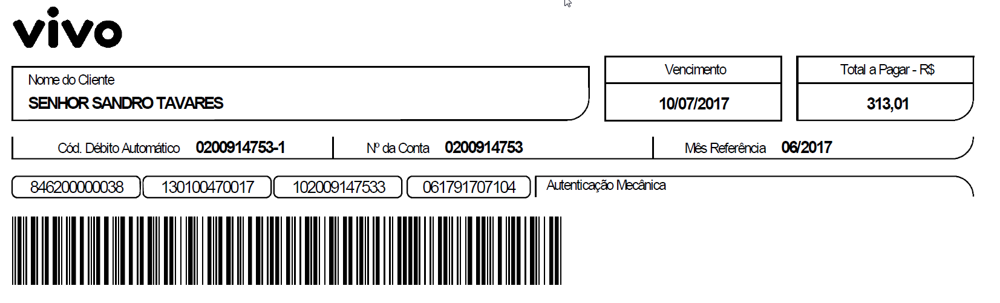 vivo
Nome do Cliente
SENHOR SANDRO TAVARES
Vencimento
10/07/2017
Total a Pagar - R$
313,01
Cód. Débito Automático 0200914753-1
Nº da Conta 0200914753
Mês Referência 06/2017
846200000038 130100470017 102009147533 061791707104
Autenticação Mecânica